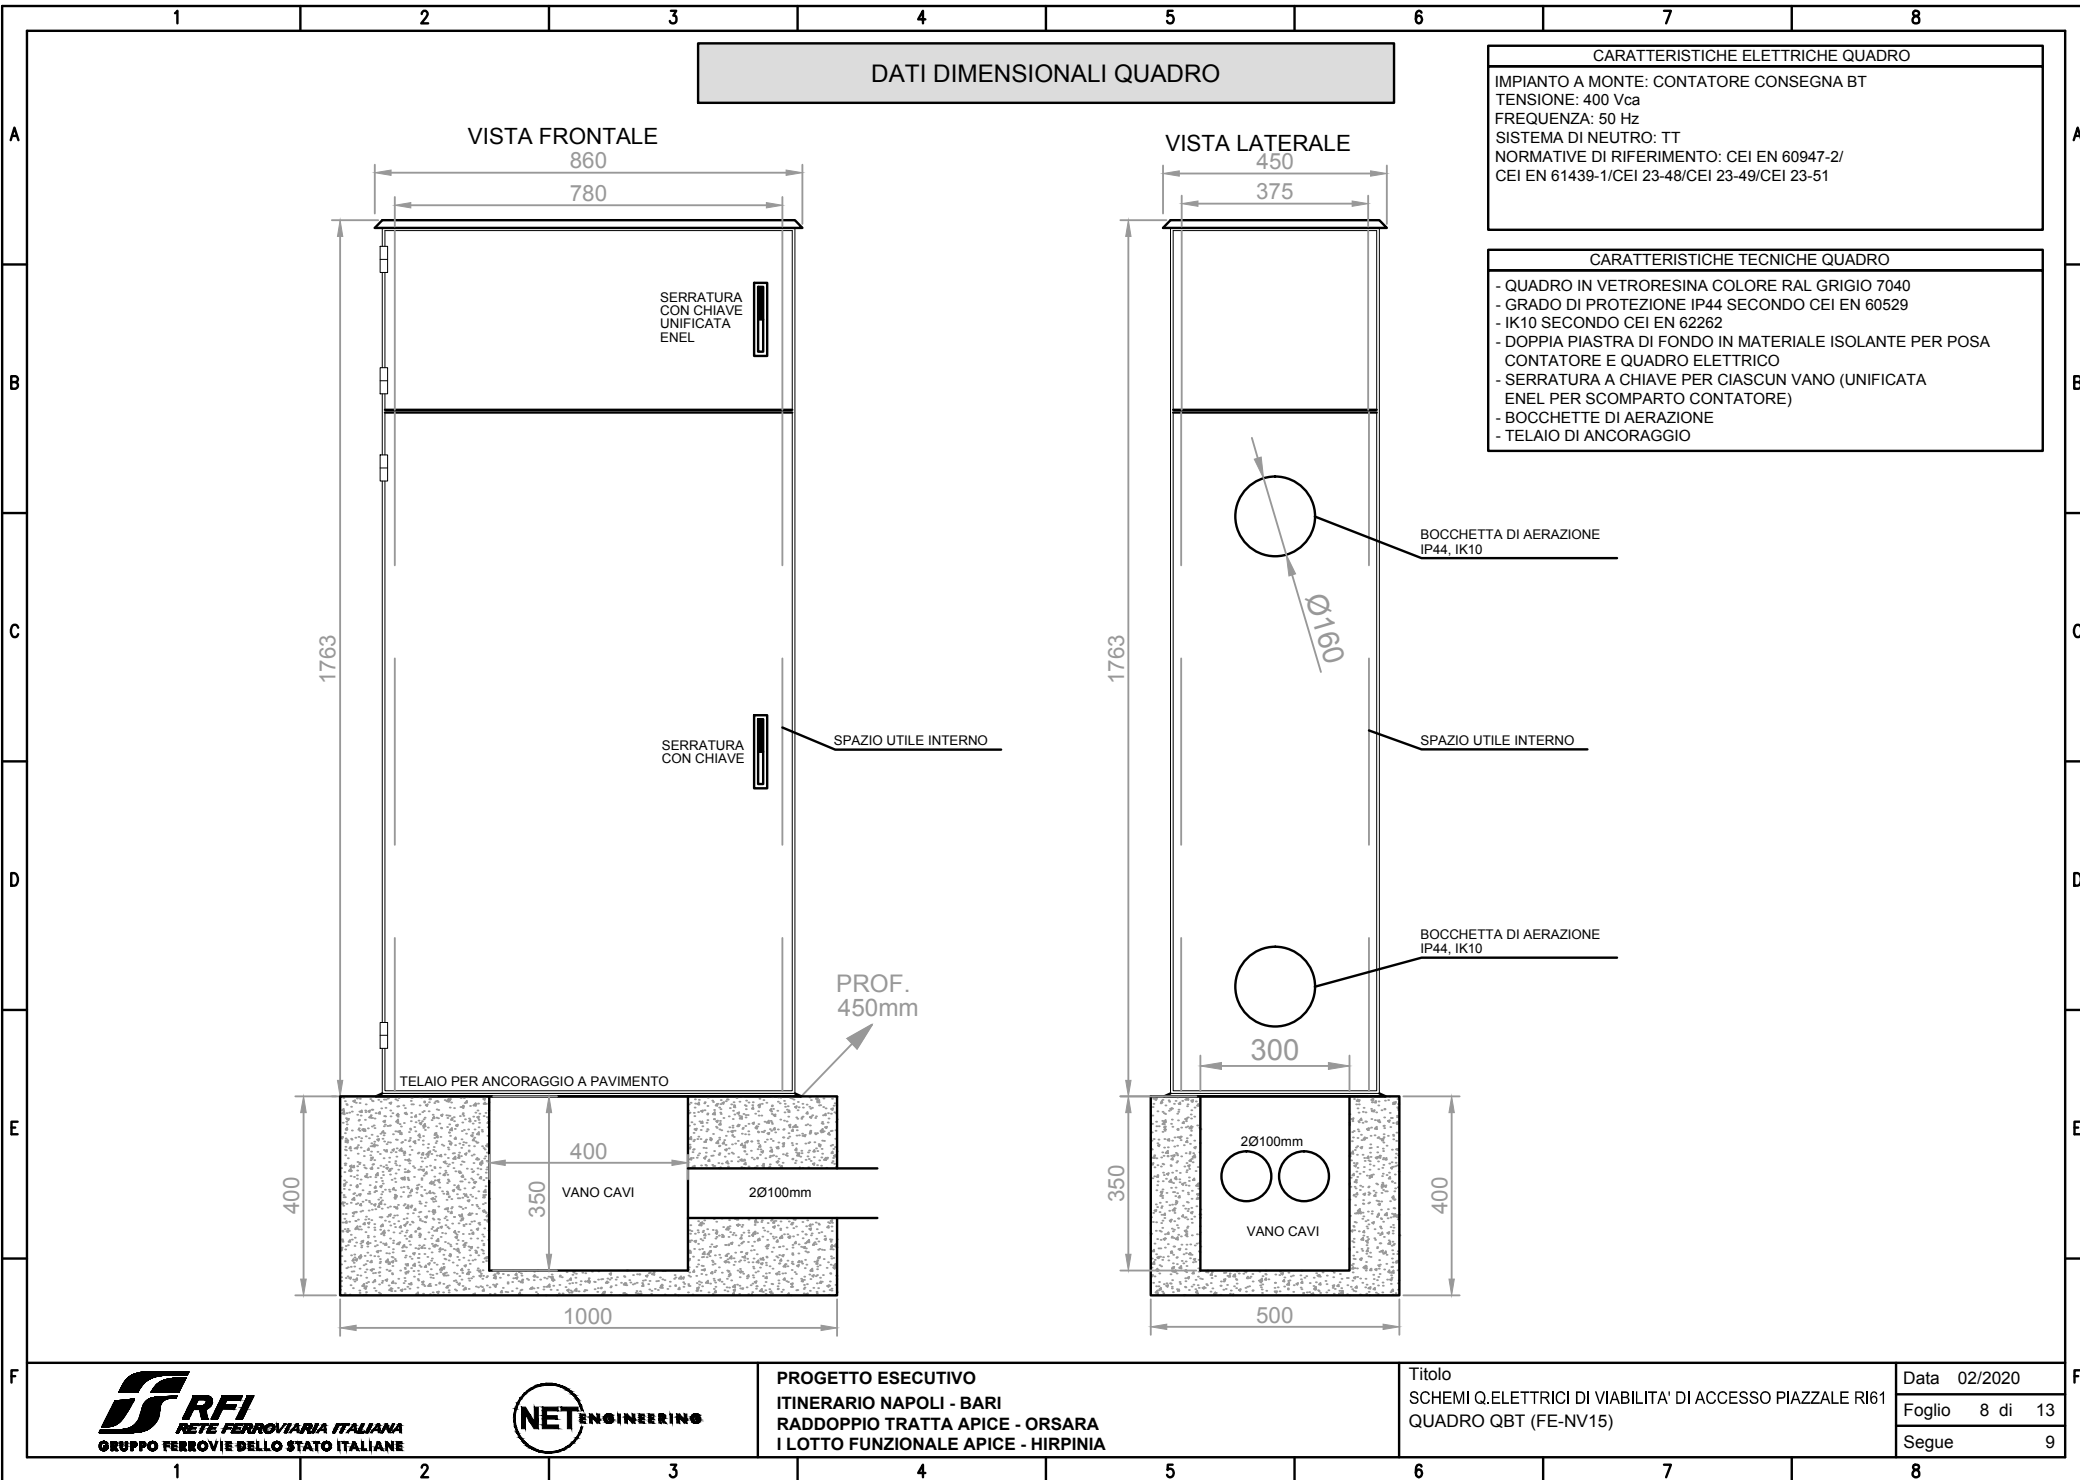 1 2 3 4 5 6 7 8
DATI DIMENSIONALI QUADRO
CARATTERISTICHE ELETTRICHE QUADRO
IMPIANTO A MONTE: CONTATORE CONSEGNA BT
TENSIONE: 400 Vca
FREQUENZA: 50 Hz
SISTEMA DI NEUTRO: TT
NORMATIVE DI RIFERIMENTO: CEI EN 60947-2/
CEI EN 61439-1/CEI 23-48/CEI 23-49/CEI 23-51
CARATTERISTICHE TECNICHE QUADRO
- QUADRO IN VETRORESINA COLORE RAL GRIGIO 7040
- GRADO DI PROTEZIONE IP44 SECONDO CEI EN 60529
- IK10 SECONDO CEI EN 62262
- DOPPIA PIASTRA DI FONDO IN MATERIALE ISOLANTE PER POSA
CONTATORE E QUADRO ELETTRICO
- SERRATURA A CHIAVE PER CIASCUN VANO (UNIFICATA
ENEL PER SCOMPARTO CONTATORE)
- BOCCHETTE DI AERAZIONE
- TELAIO DI ANCORAGGIO
A
B
C
D
E
F
A
B
C
D
E
F
VISTA FRONTALE
860
780
1763
SERRATURA
CON CHIAVE
UNIFICATA
ENEL
SERRATURA
CON CHIAVE
SPAZIO UTILE INTERNO
PROF.
450mm
TELAIO PER ANCORAGGIO A PAVIMENTO
400
400
350
VANO CAVI
2Ø100mm
1000
VISTA LATERALE
450
375
1763
BOCCHETTA DI AERAZIONE
IP44, IK10
Ø160
SPAZIO UTILE INTERNO
BOCCHETTA DI AERAZIONE
IP44, IK10
300
2Ø100mm
350
VANO CAVI
400
500
RFI
RETE FERROVIARIA ITALIANA
GRUPPO FERROVIE DELLO STATO ITALIANE
NET ENGINEERING
PROGETTO ESECUTIVO
ITINERARIO NAPOLI - BARI
RADDOPPIO TRATTA APICE - ORSARA
I LOTTO FUNZIONALE APICE - HIRPINIA
Titolo
SCHEMI Q.ELETTRICI DI VIABILITA' DI ACCESSO PIAZZALE RI61
QUADRO QBT (FE-NV15)
Data 02/2020
Foglio 8 di 13
Segue 9
1 2 3 4 5 6 7 8